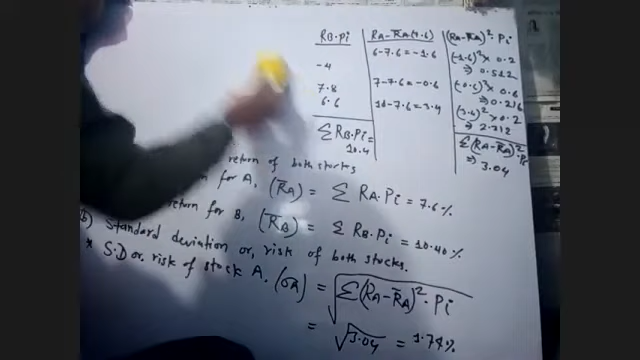 RB.Pi | RA-R̅A(7.6) | (RA-R̅A)². Pi
6-7.6=-1.6 | (-1.6)²x 0.2
-4 | ⇒ 0.512
7.8 | 7-7.6=-0.6 | (-0.6)²x 0.6
⇒ 0.216
6.6 | 11-7.6=3.4 | (3.4)² x0.2
⇒ 2.312
ΣRB.Pi= 10.4 | Σ(RA-R̅A)².Pi ⇒ 3.04
return of both stocks
for A, (R̅A) = Σ RA.Pi = 7.6%
return for B, (R̅B) = Σ RB.Pi = 10.40%
b) Standard deviation or, risk of both stocks.
* S.D or. risk of stock A. (σA) = √Σ(RA-R̅A)². Pi
= √3.04 = 1.74%